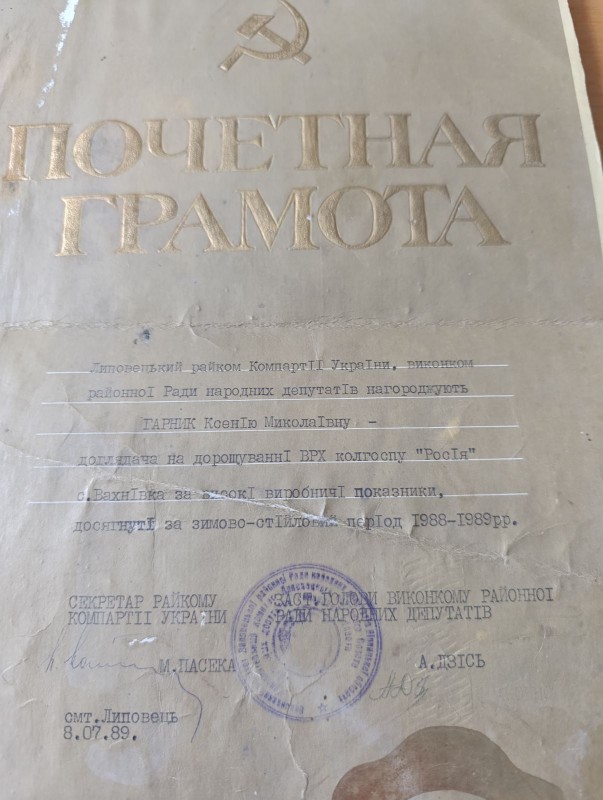 ПОЧЕТНАЯ
ГРАМОТА
Липовецький райком Компартії України, виконком
районної Ради народних депутатів нагороджують
ГАРНИК Ксенію Миколаївну -
доглядача на дорощуванні ВРХ колгоспу "Росія"
с.Вахнівка за високі виробничі показники,
досягнуті за зимово-стійловий період 1988-1989рр.
СЕКРЕТАР РАЙКОМУ
КОМПАРТІЇ УКРАЇНИ
ЗАСТ.ГОЛОВИ ВИКОНКОМУ РАЙОННОЇ
РАДИ НАРОДНИХ ДЕПУТАТІВ
М.ПАСЕКА
А.ДЗІСЬ
смт.Липовець
8.07.89.